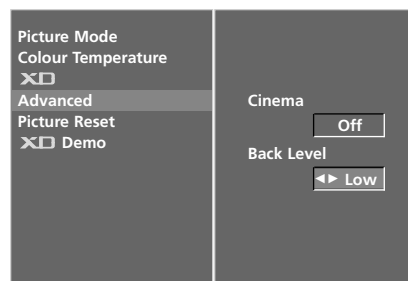 Picture Mode
Colour Temperature
XD
Advanced
Picture Reset
XD Demo
Cinema
Off
Back Level
◄► Low